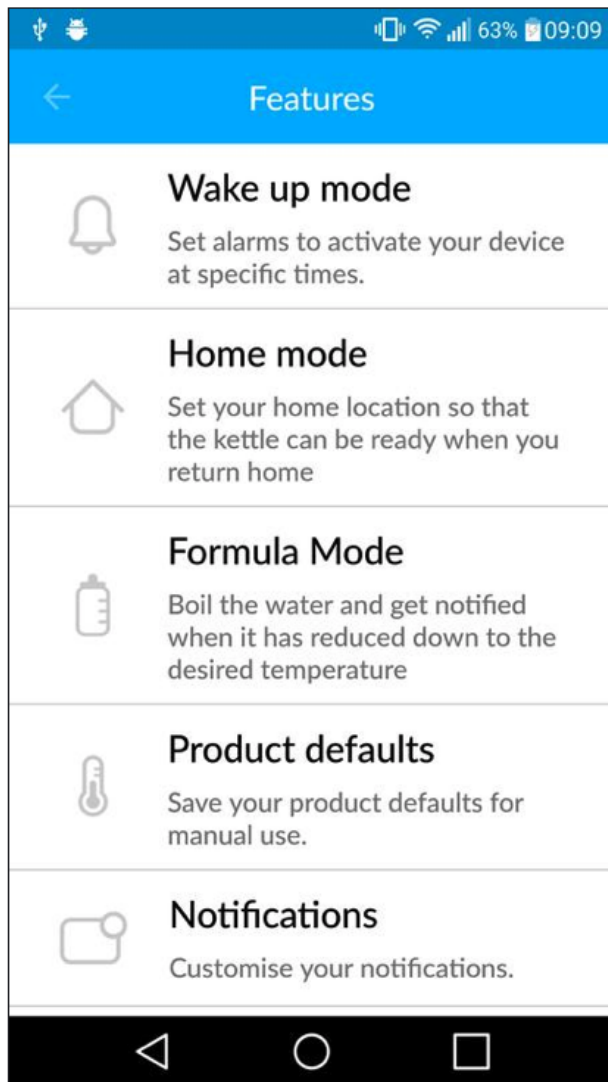 63% 09:09
Features
Wake up mode
Set alarms to activate your device
at specific times.
Home mode
Set your home location so that
the kettle can be ready when you
return home
Formula Mode
Boil the water and get notified
when it has reduced down to the
desired temperature
Product defaults
Save your product defaults for
manual use.
Notifications
Customise your notifications.